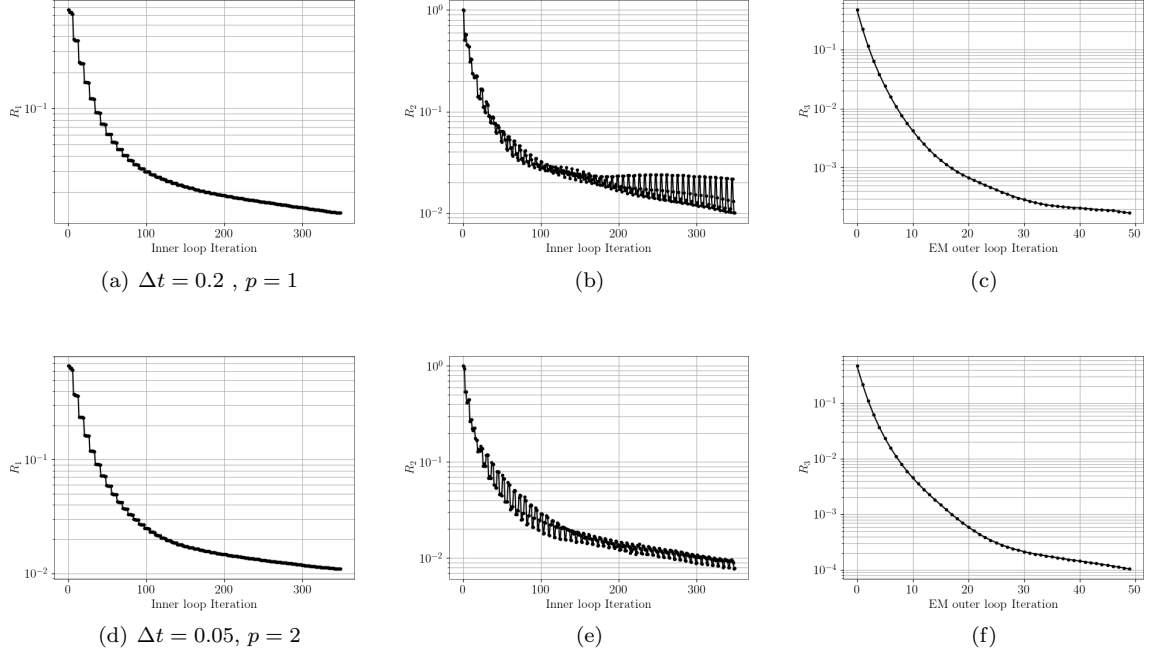 R₁
10⁻¹
0 100 200 300
Inner loop Iteration
(a) Δt = 0.2 , p = 1
R₂
10⁰
10⁻¹
10⁻²
0 100 200 300
Inner loop Iteration
(b)
R₃
10⁻¹
10⁻²
10⁻³
0 10 20 30 40 50
EM outer loop Iteration
(c)
R₁
10⁻¹
10⁻²
0 100 200 300
Inner loop Iteration
(d) Δt = 0.05, p = 2
R₂
10⁰
10⁻¹
10⁻²
0 100 200 300
Inner loop Iteration
(e)
R₃
10⁻¹
10⁻²
10⁻³
10⁻⁴
0 10 20 30 40 50
EM outer loop Iteration
(f)